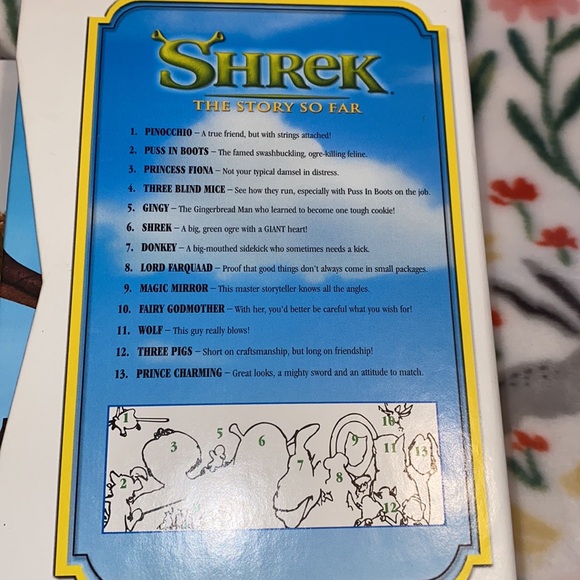 SHREK
THE STORY SO FAR
1. PINOCCHIO – A true friend, but with strings attached!
2. PUSS IN BOOTS – The famed swashbuckling, ogre-killing feline.
3. PRINCESS FIONA – Not your typical damsel in distress.
4. THREE BLIND MICE – See how they run, especially with Puss In Boots on the job.
5. GINGY – The Gingerbread Man who learned to become one tough cookie!
6. SHREK – A big, green ogre with a GIANT heart!
7. DONKEY – A big-mouthed sidekick who sometimes needs a kick.
8. LORD FARQUAAD – Proof that good things don't always come in small packages.
9. MAGIC MIRROR – This master storyteller knows all the angles.
10. FAIRY GODMOTHER – With her, you'd better be careful what you wish for!
11. WOLF – This guy really blows!
12. THREE PIGS – Short on craftsmanship, but long on friendship!
13. PRINCE CHARMING – Great looks, a mighty sword and an attitude to match.
1
10
5
3
6
9
11
13
7
8
2
12